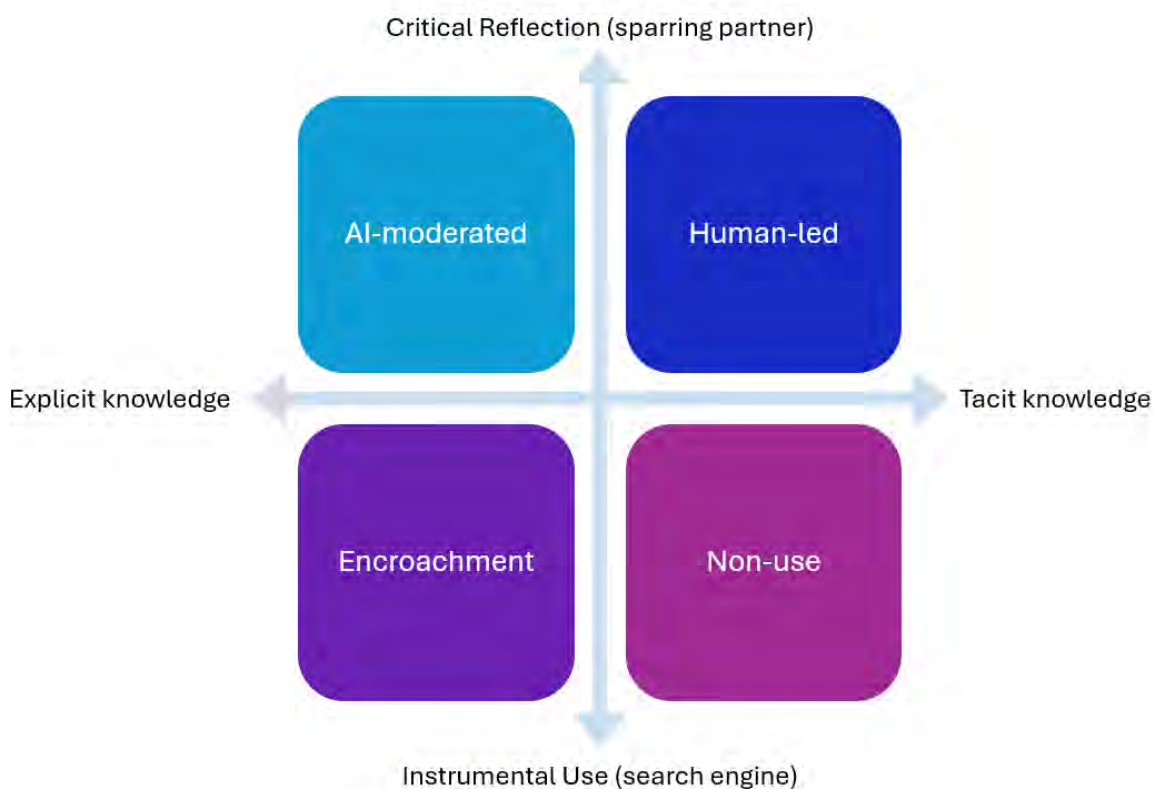 Critical Reflection (sparring partner)
AI-moderated
Human-led
Explicit knowledge
Tacit knowledge
Encroachment
Non-use
Instrumental Use (search engine)